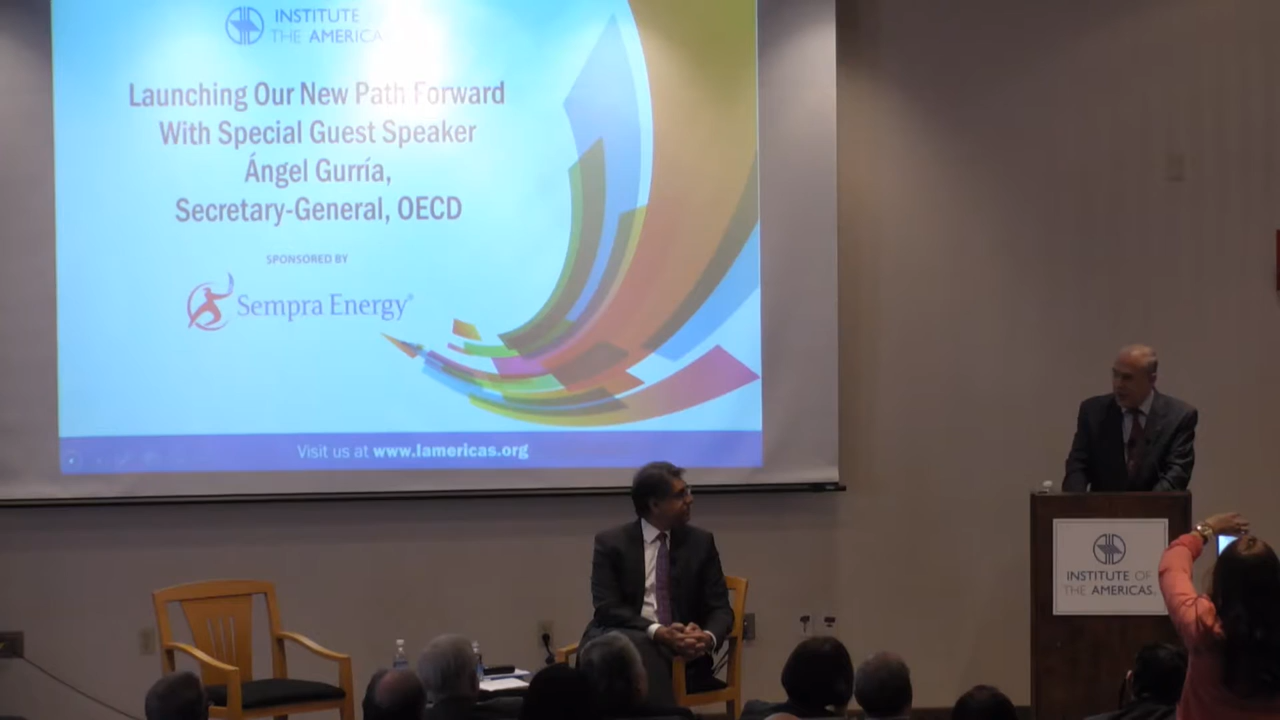 INSTITUTE
THE AMERICA
Launching Our New Path Forward
With Special Guest Speaker
Ángel Gurría,
Secretary-General, OECD
SPONSORED BY
Sempra Energy®
Visit us at www.Iamericas.org
INSTITUTE OF
THE AMERICAS